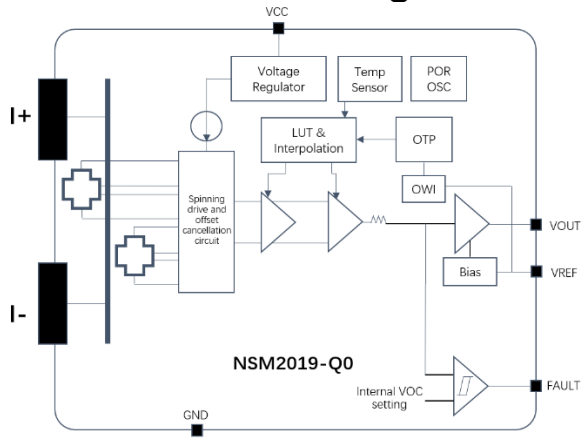 VCC
Voltage
Regulator
Temp
Sensor
POR
OSC
I+
LUT &
Interpolation
OTP
OWI
Spinning
drive and
offset
cancellation
circuit
VOUT
Bias
VREF
I-
NSM2019-Q0
Internal VOC
setting
FAULT
GND